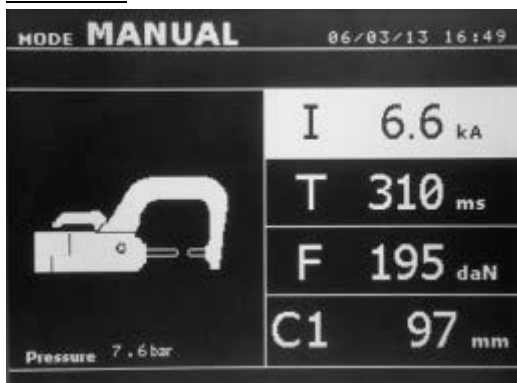 MODE MANUAL 06/03/13 16:49
I 6.6 kA
T 310 ms
F 195 daN
C1 97 mm
Pressure 7.6 bar